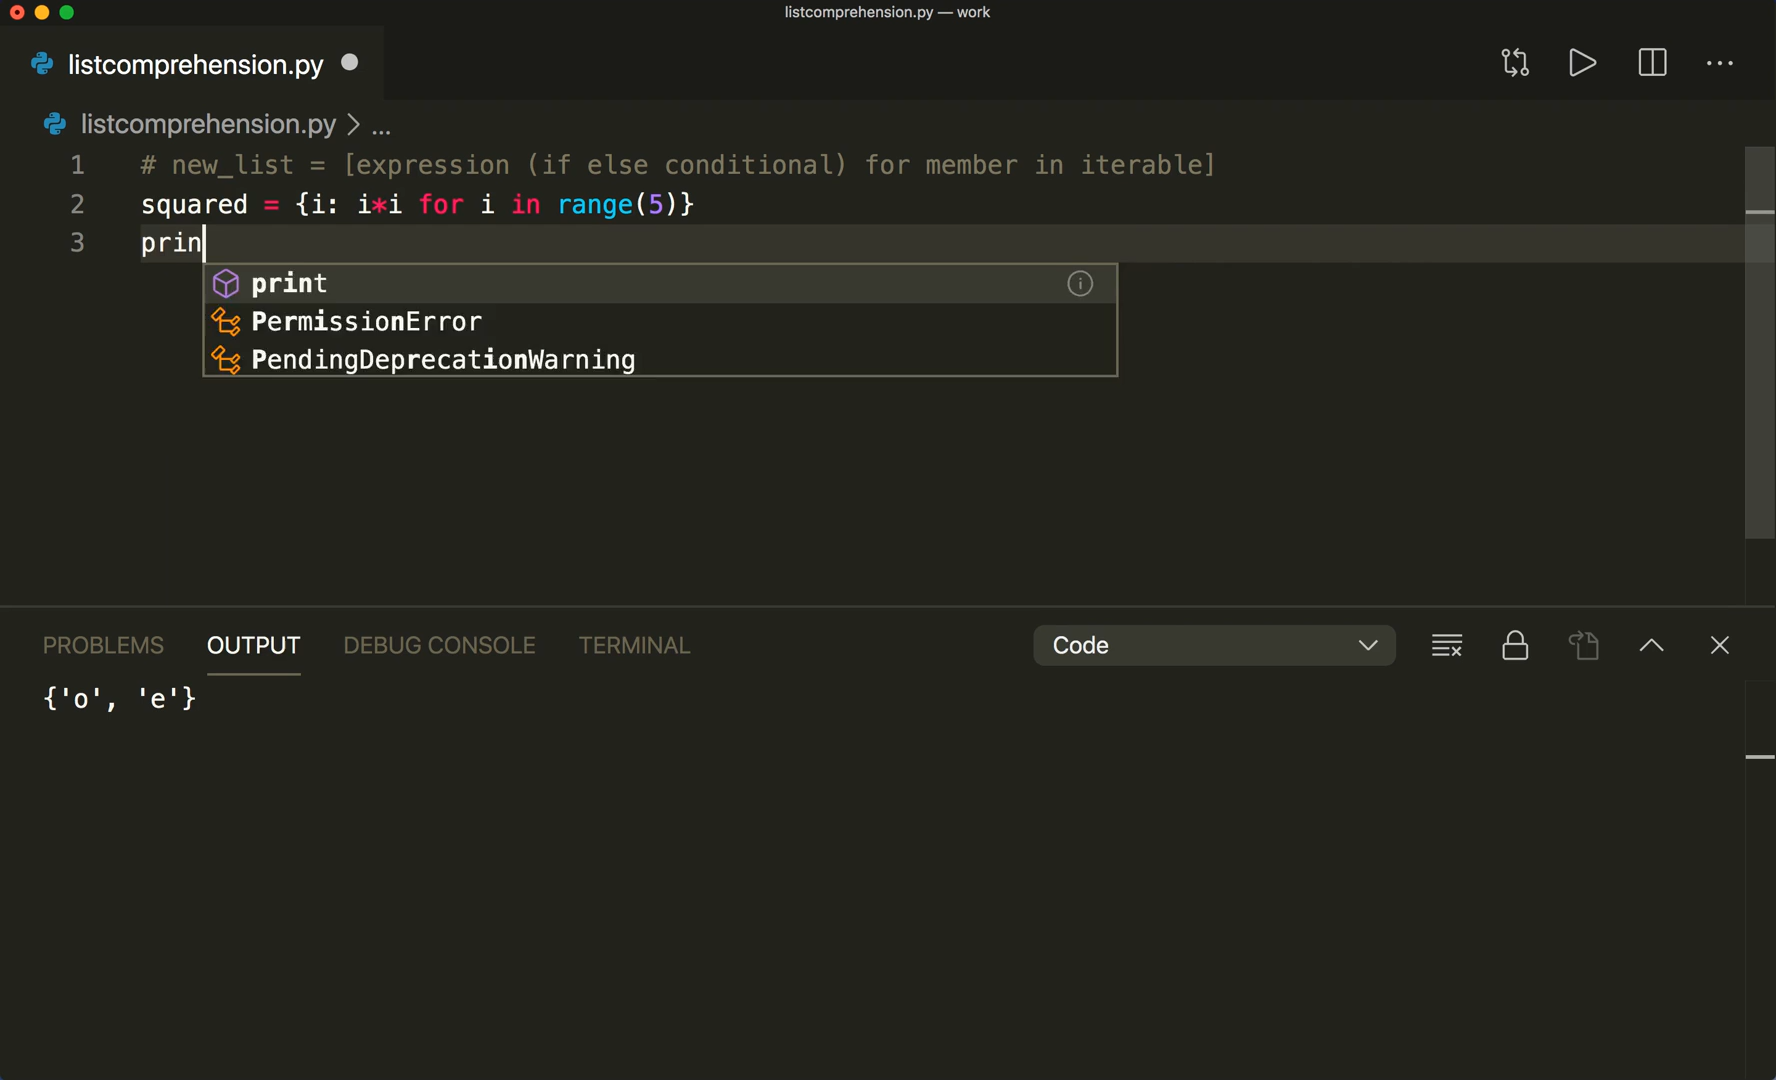 listcomprehension.py — work
listcomprehension.py
listcomprehension.py > ...
1 # new_list = [expression (if else conditional) for member in iterable]
2 squared = {i: i*i for i in range(5)}
3 prin
print
PermissionError
PendingDeprecationWarning
PROBLEMS OUTPUT DEBUG CONSOLE TERMINAL Code
{'o', 'e'}